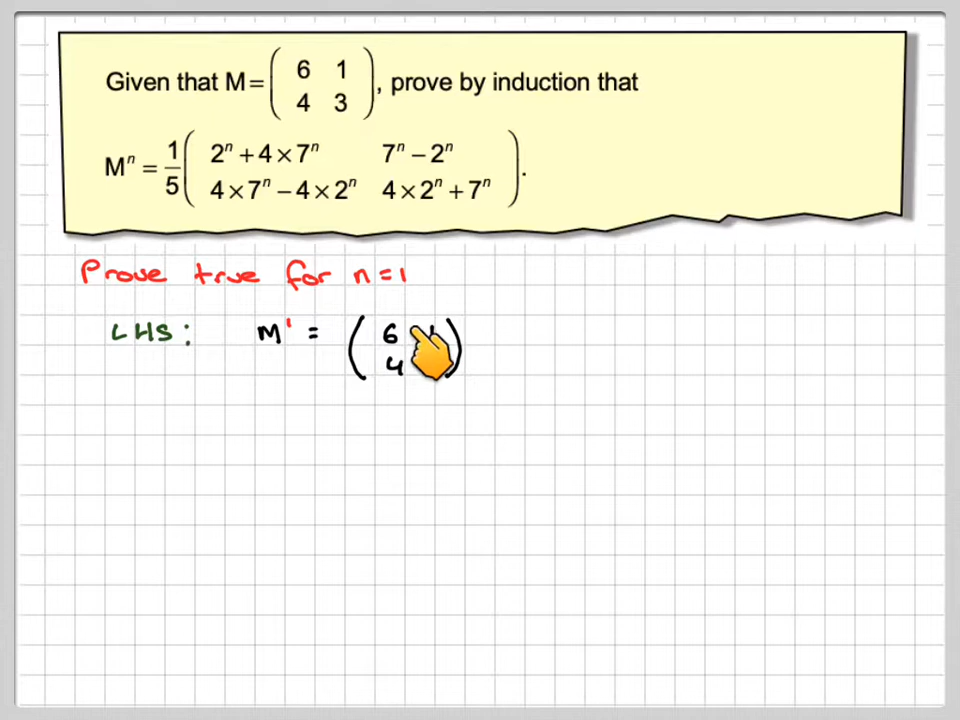 Given that M = ( 6 1 ) , prove by induction that
( 4 3 )
Mⁿ = 1/5 ( 2ⁿ + 4 × 7ⁿ 7ⁿ − 2ⁿ )
( 4 × 7ⁿ − 4 × 2ⁿ 4 × 2ⁿ + 7ⁿ ) .
Prove true for n = 1
LHS : M¹ = ( 6 )
( 4 )